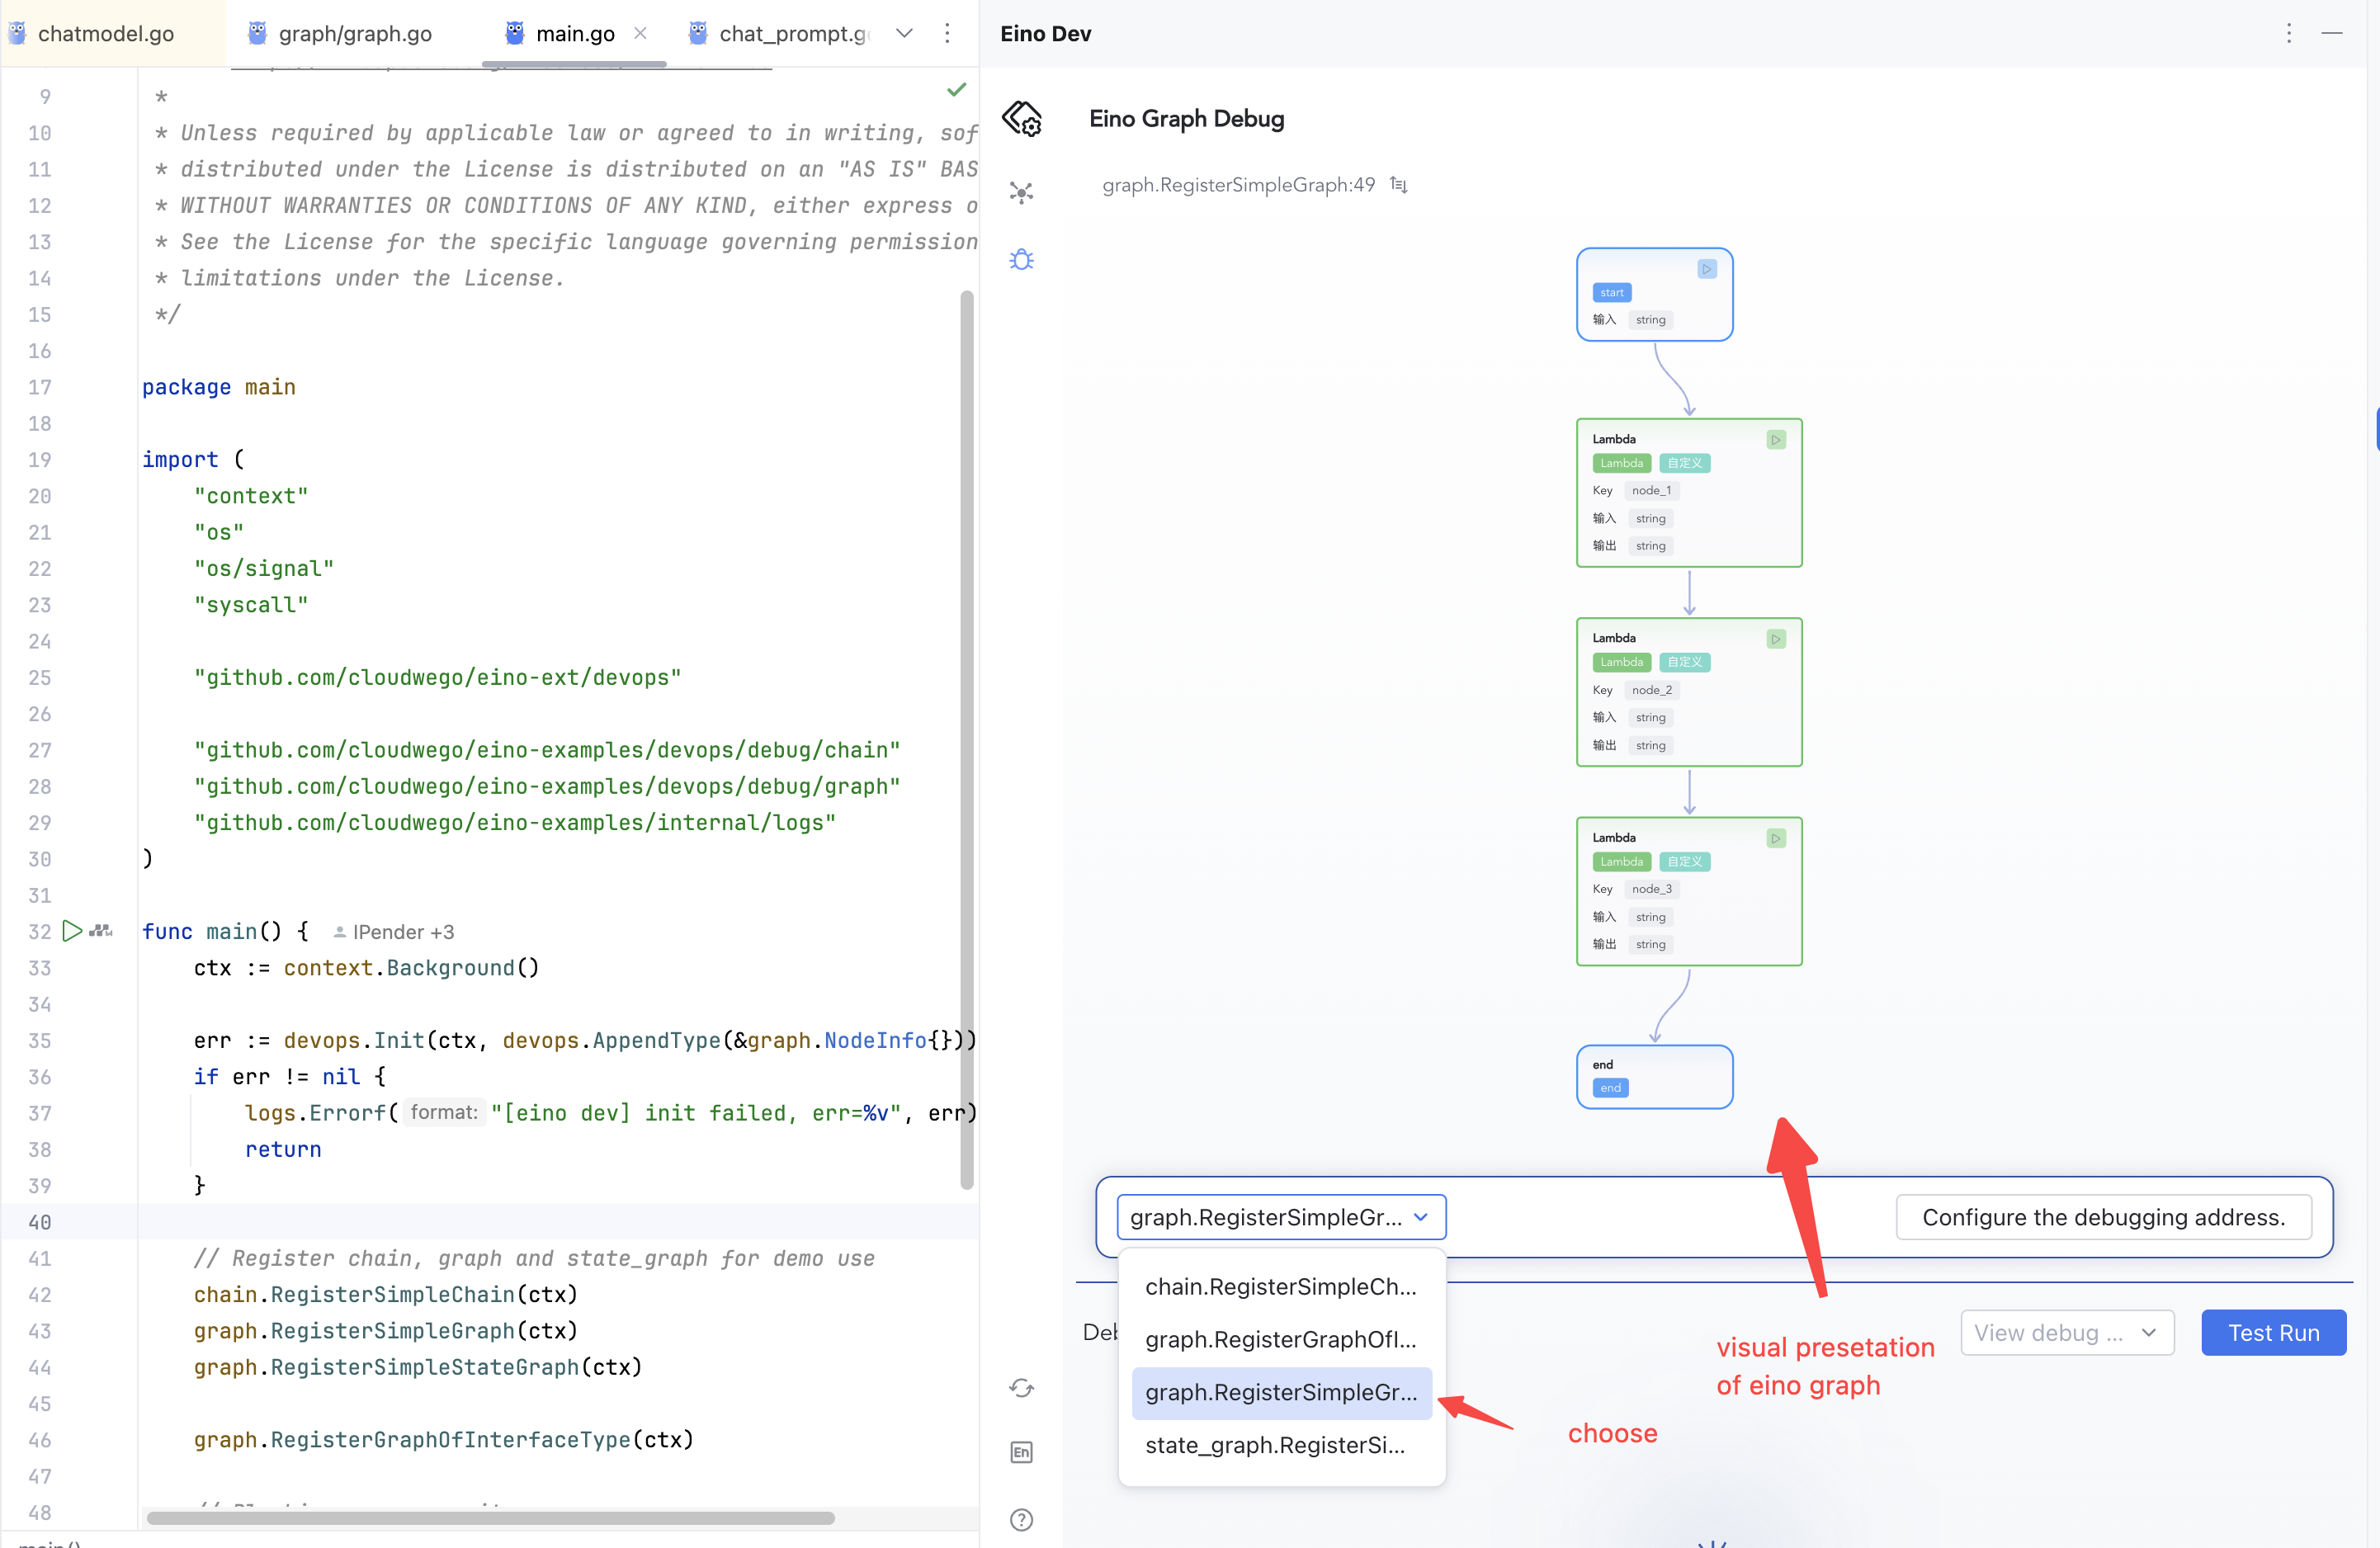 chatmodel.go
graph/graph.go
main.go
chat_prompt.g
9 *
10 * Unless required by applicable law or agreed to in writing, sof
11 * distributed under the License is distributed on an "AS IS" BAS
12 * WITHOUT WARRANTIES OR CONDITIONS OF ANY KIND, either express o
13 * See the License for the specific language governing permission
14 * limitations under the License.
15 */
16
17 package main
18
19 import (
20 "context"
21 "os"
22 "os/signal"
23 "syscall"
24
25 "github.com/cloudwego/eino-ext/devops"
26
27 "github.com/cloudwego/eino-examples/devops/debug/chain"
28 "github.com/cloudwego/eino-examples/devops/debug/graph"
29 "github.com/cloudwego/eino-examples/internal/logs"
30 )
31
32 func main() { IPender +3
33 ctx := context.Background()
34
35 err := devops.Init(ctx, devops.AppendType(&graph.NodeInfo{}))
36 if err != nil {
37 logs.Errorf( format: "[eino dev] init failed, err=%v", err)
38 return
39 }
40
41 // Register chain, graph and state_graph for demo use
42 chain.RegisterSimpleChain(ctx)
43 graph.RegisterSimpleGraph(ctx)
44 graph.RegisterSimpleStateGraph(ctx)
45
46 graph.RegisterGraphOfInterfaceType(ctx)
47
48
Eino Dev
Eino Graph Debug
graph.RegisterSimpleGraph:49
start
输入 string
Lambda
Lambda 自定义
Key node_1
输入 string
输出 string
Lambda
Lambda 自定义
Key node_2
输入 string
输出 string
Lambda
Lambda 自定义
Key node_3
输入 string
输出 string
end
end
graph.RegisterSimpleGr...
Configure the debugging address.
chain.RegisterSimpleCh...
graph.RegisterGraphOfI...
graph.RegisterSimpleGr...
state_graph.RegisterSi...
Deb
View debug ...
Test Run
visual presetation
of eino graph
choose
En